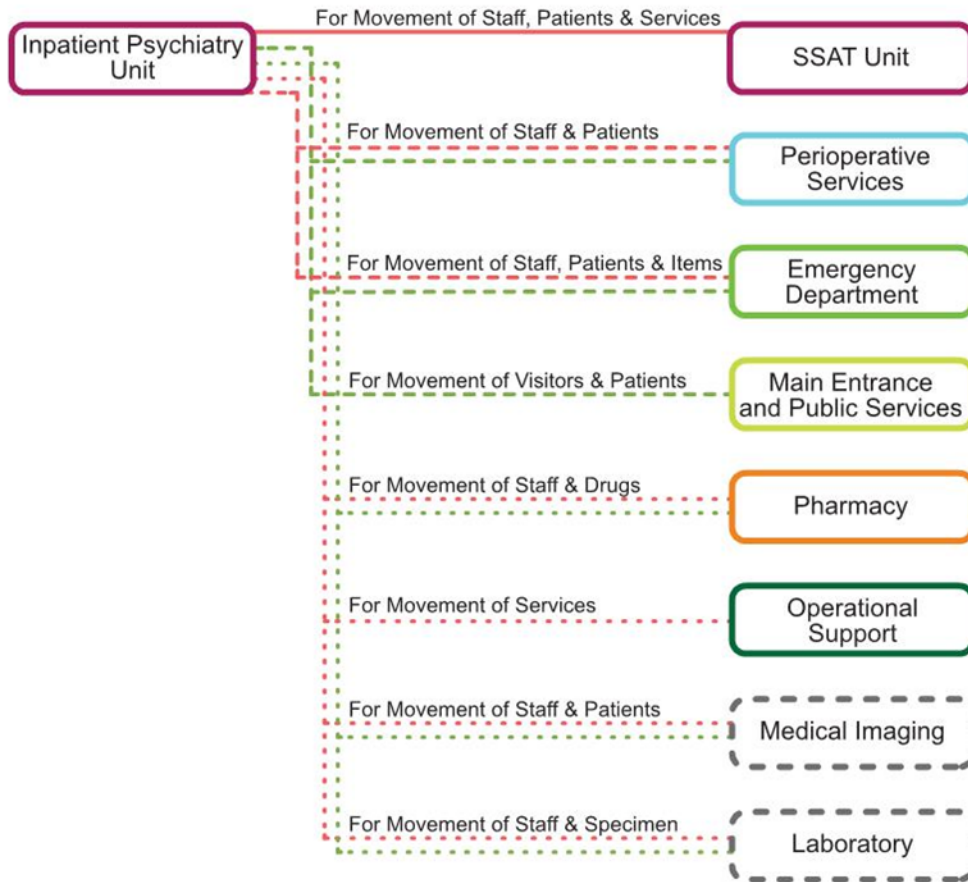 For Movement of Staff, Patients & Services
Inpatient Psychiatry
Unit
SSAT Unit
For Movement of Staff & Patients
Perioperative
Services
For Movement of Staff, Patients & Items
Emergency
Department
For Movement of Visitors & Patients
Main Entrance
and Public Services
For Movement of Staff & Drugs
Pharmacy
For Movement of Services
Operational
Support
For Movement of Staff & Patients
Medical Imaging
For Movement of Staff & Specimen
Laboratory